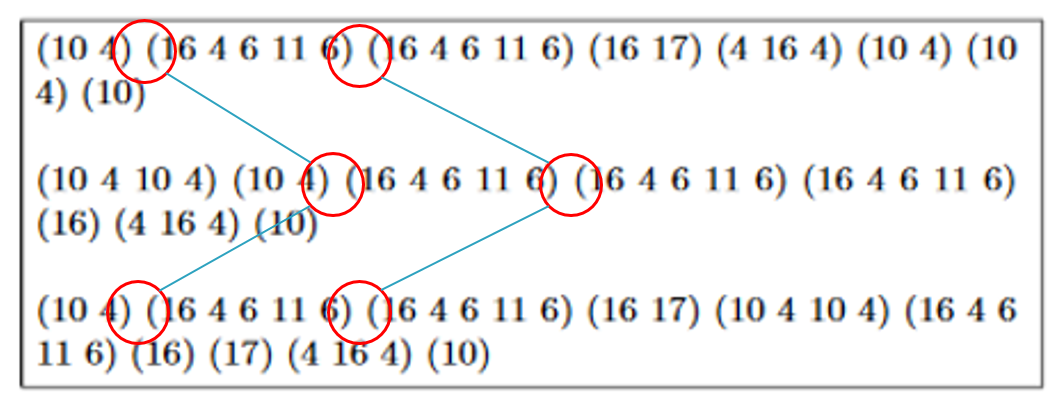 (10 4) (16 4 6 11 6) (16 4 6 11 6) (16 17) (4 16 4) (10 4) (10
4) (10)
(10 4 10 4) (10 4) (16 4 6 11 6) (16 4 6 11 6) (16 4 6 11 6)
(16) (4 16 4) (10)
(10 4) (16 4 6 11 6) (16 4 6 11 6) (16 17) (10 4 10 4) (16 4 6
11 6) (16) (17) (4 16 4) (10)